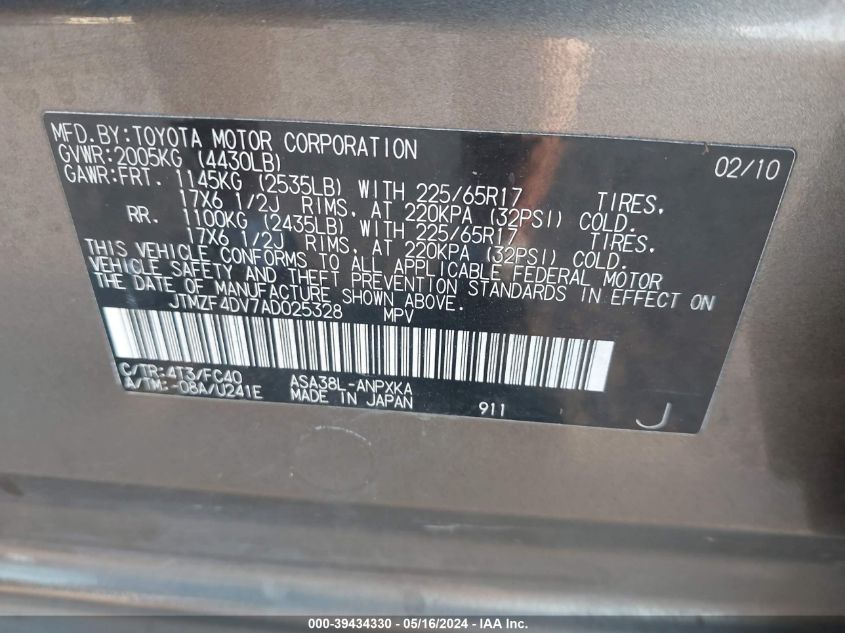 MFD.BY:TOYOTA MOTOR CORPORATION 02/10
GVWR:2005KG (4430LB)
GAWR:FRT. 1145KG (2535LB) WITH 225/65R17 TIRES,
17X6 1/2J RIMS, AT 220KPA (32PSI) COLD.
RR. 1100KG (2435LB) WITH 225/65R17 TIRES,
17X6 1/2J RIMS, AT 220KPA (32PSI) COLD.
THIS VEHICLE CONFORMS TO ALL APPLICABLE FEDERAL MOTOR
VEHICLE SAFETY AND THEFT PREVENTION STANDARDS IN EFFECT ON
THE DATE OF MANUFACTURE SHOWN ABOVE.
JTMZF4DV7AD025328 MPV
C/TR:4T3/FC40 ASA38L-ANPXKA
A/TM:-08A/U241E MADE IN JAPAN 911 J
000-39434330 - 05/16/2024 - IAA Inc.